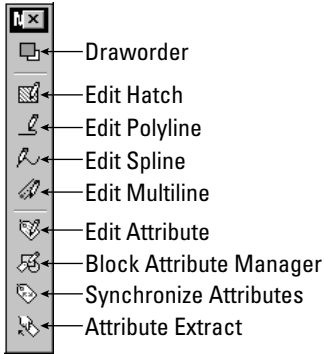 Draworder
Edit Hatch
Edit Polyline
Edit Spline
Edit Multiline
Edit Attribute
Block Attribute Manager
Synchronize Attributes
Attribute Extract